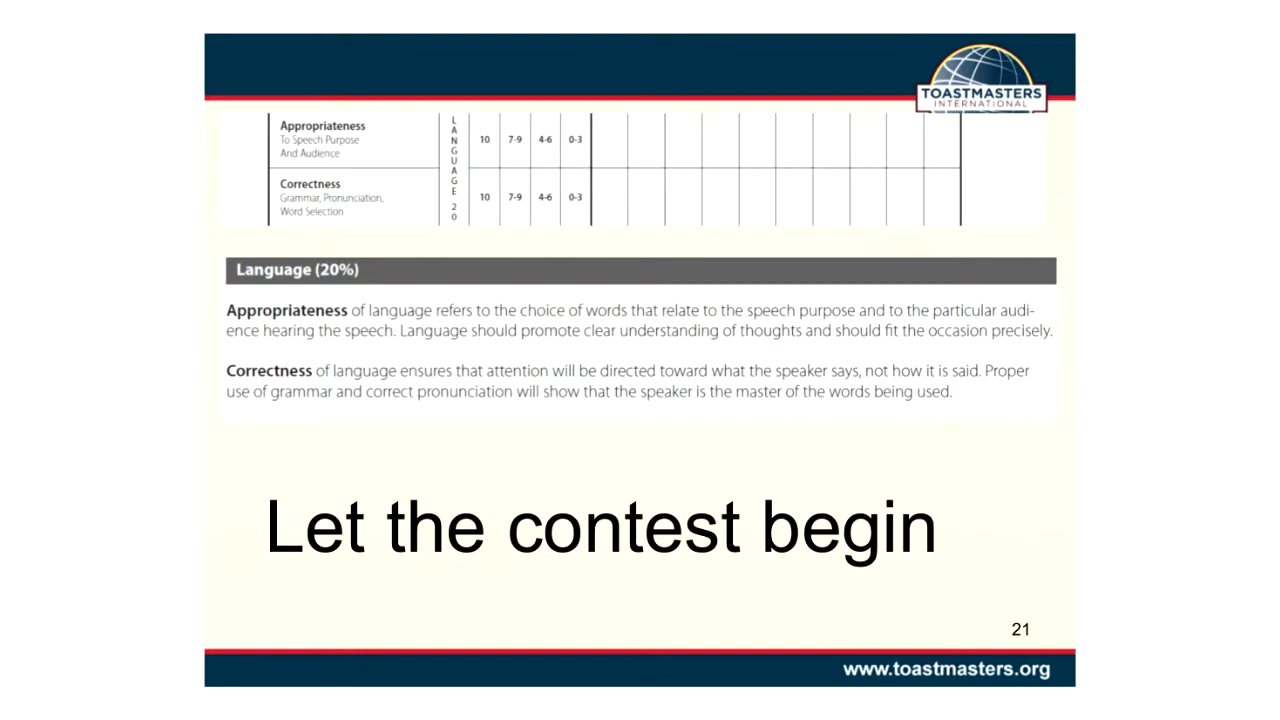 TOASTMASTERS
INTERNATIONAL
Appropriateness
To Speech Purpose
And Audience
LANGUAGE 20
10 7-9 4-6 0-3
Correctness
Grammar, Pronunciation,
Word Selection
10 7-9 4-6 0-3
Language (20%)
Appropriateness of language refers to the choice of words that relate to the speech purpose and to the particular audi-
ence hearing the speech. Language should promote clear understanding of thoughts and should fit the occasion precisely.
Correctness of language ensures that attention will be directed toward what the speaker says, not how it is said. Proper
use of grammar and correct pronunciation will show that the speaker is the master of the words being used.
Let the contest begin
21
www.toastmasters.org